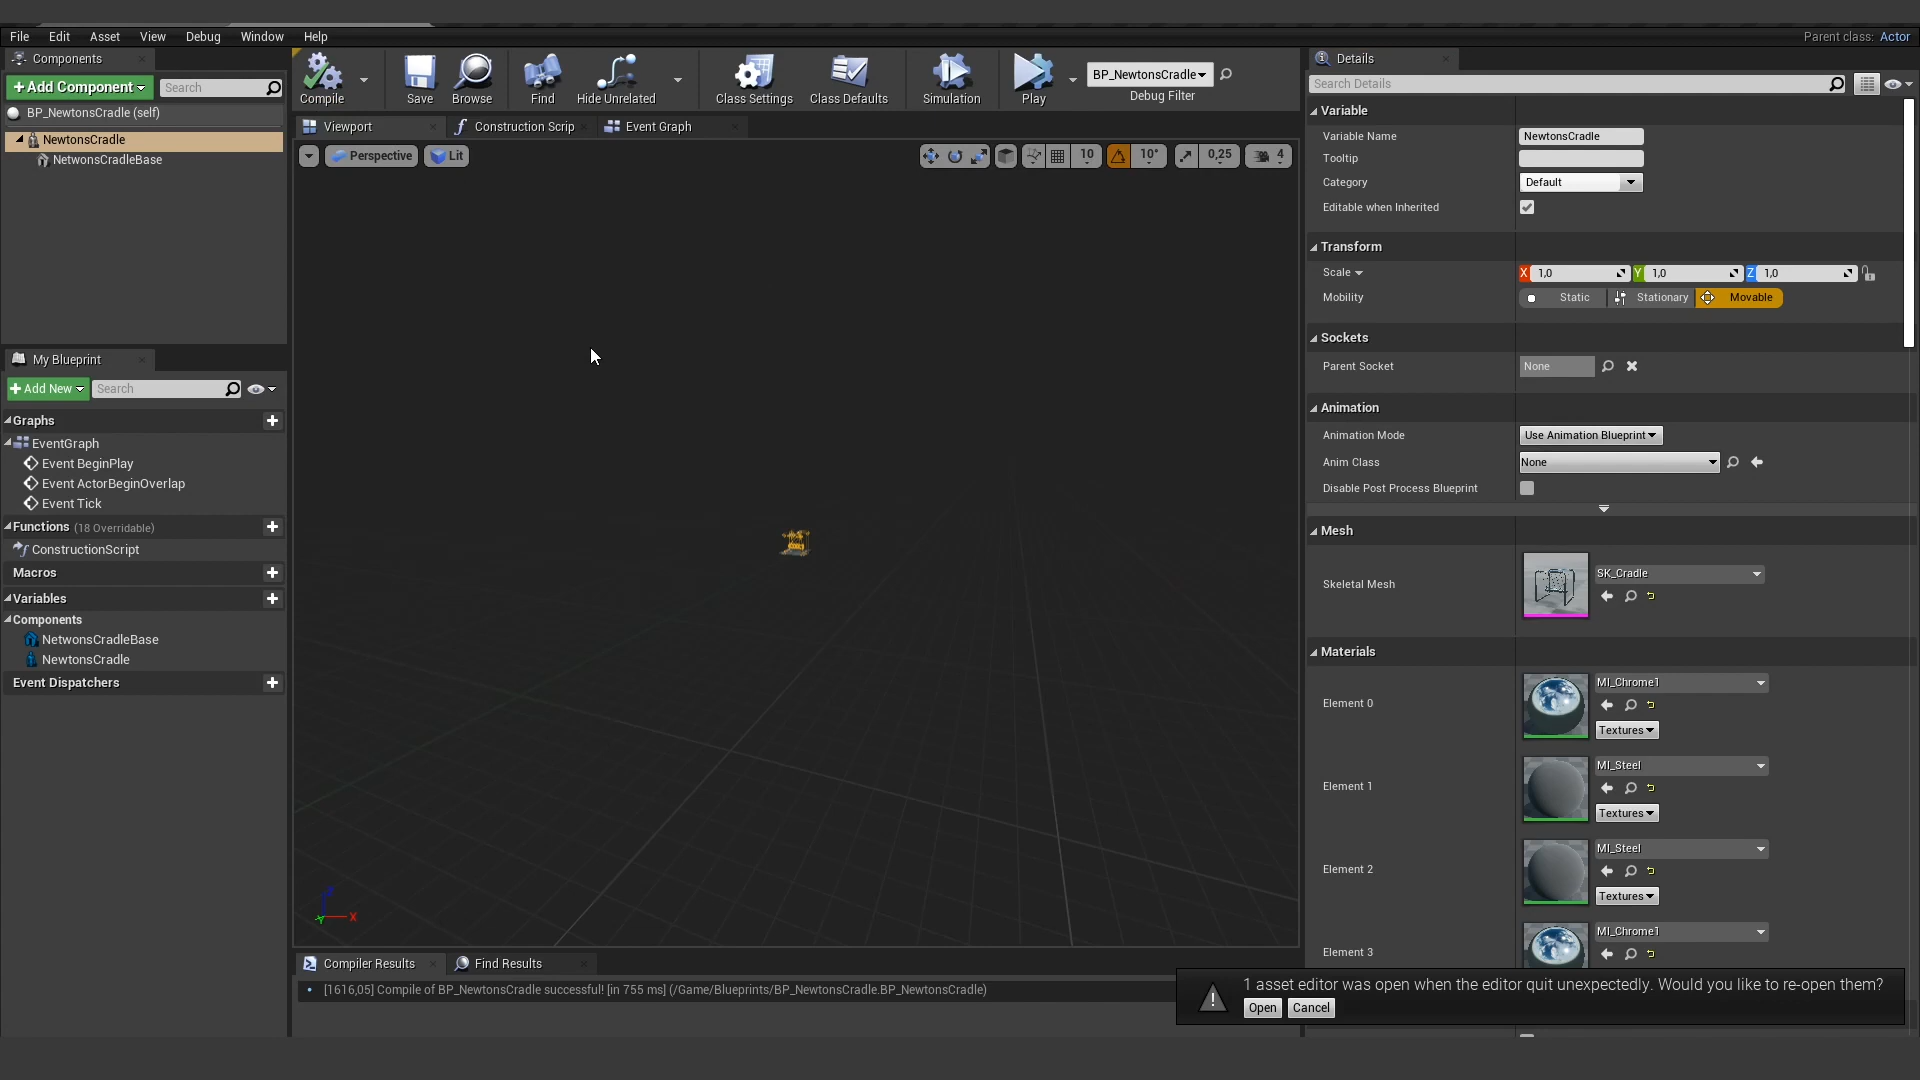 File Edit Asset View Debug Window Help
Parent class: Actor
Components
Add Component
Search
BP_NewtonsCradle (self)
NewtonsCradle
NetwonsCradleBase
Compile
Save
Browse
Find
Hide Unrelated
Class Settings
Class Defaults
Simulation
Play
BP_NewtonsCradle
Debug Filter
Viewport
Construction Scrip
Event Graph
Perspective
Lit
10
10°
0,25
4
My Blueprint
Add New
Search
Graphs
EventGraph
Event BeginPlay
Event ActorBeginOverlap
Event Tick
Functions (18 Overridable)
ConstructionScript
Macros
Variables
Components
NetwonsCradleBase
NewtonsCradle
Event Dispatchers
X
Compiler Results
Find Results
[1616,05] Compile of BP_NewtonsCradle successful! [in 755 ms] (/Game/Blueprints/BP_NewtonsCradle.BP_NewtonsCradle)
Details
Search Details
Variable
Variable Name NewtonsCradle
Tooltip
Category Default
Editable when Inherited
Transform
Scale X 1,0 Y 1,0 Z 1,0
Mobility Static Stationary Movable
Sockets
Parent Socket None
Animation
Animation Mode Use Animation Blueprint
Anim Class None
Disable Post Process Blueprint
Mesh
Skeletal Mesh SK_Cradle
Materials
Element 0 MI_Chrome1
Textures
Element 1 MI_Steel
Textures
Element 2 MI_Steel
Textures
Element 3 MI_Chrome1
1 asset editor was open when the editor quit unexpectedly. Would you like to re-open them?
Open Cancel